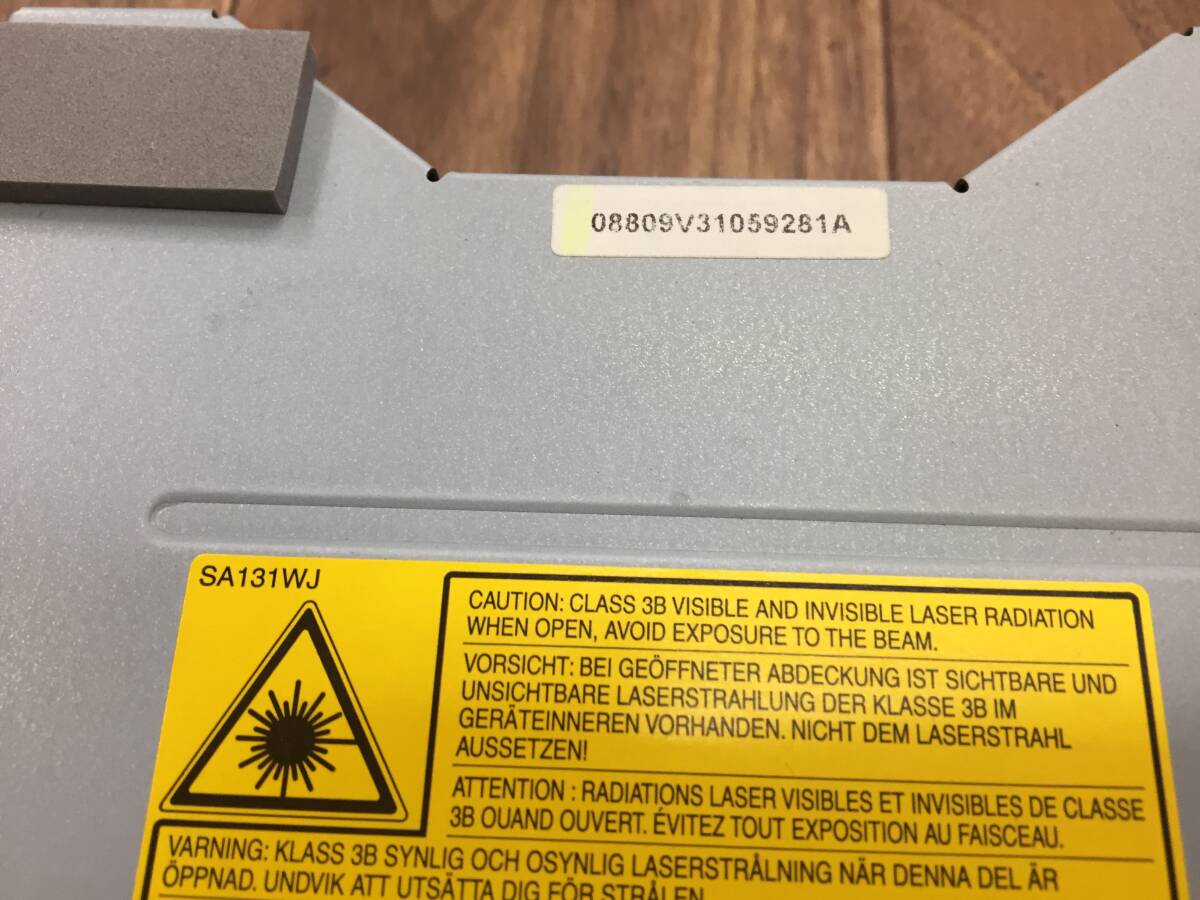 08809V31059281A
SA131WJ
CAUTION: CLASS 3B VISIBLE AND INVISIBLE LASER RADIATION
WHEN OPEN, AVOID EXPOSURE TO THE BEAM.
VORSICHT: BEI GEÖFFNETER ABDECKUNG IST SICHTBARE UND
UNSICHTBARE LASERSTRAHLUNG DER KLASSE 3B IM
GERÄTEINNEREN VORHANDEN. NICHT DEM LASERSTRAHL
AUSSETZEN!
ATTENTION : RADIATIONS LASER VISIBLES ET INVISIBLES DE CLASSE
3B OUAND OUVERT. ÉVITEZ TOUT EXPOSITION AU FAISCEAU.
VARNING: KLASS 3B SYNLIG OCH OSYNLIG LASERSTRÅLNING NÄR DENNA DEL ÄR
ÖPPNAD. UNDVIK ATT UTSÄTTA DIG FÖR STRÅLEN.